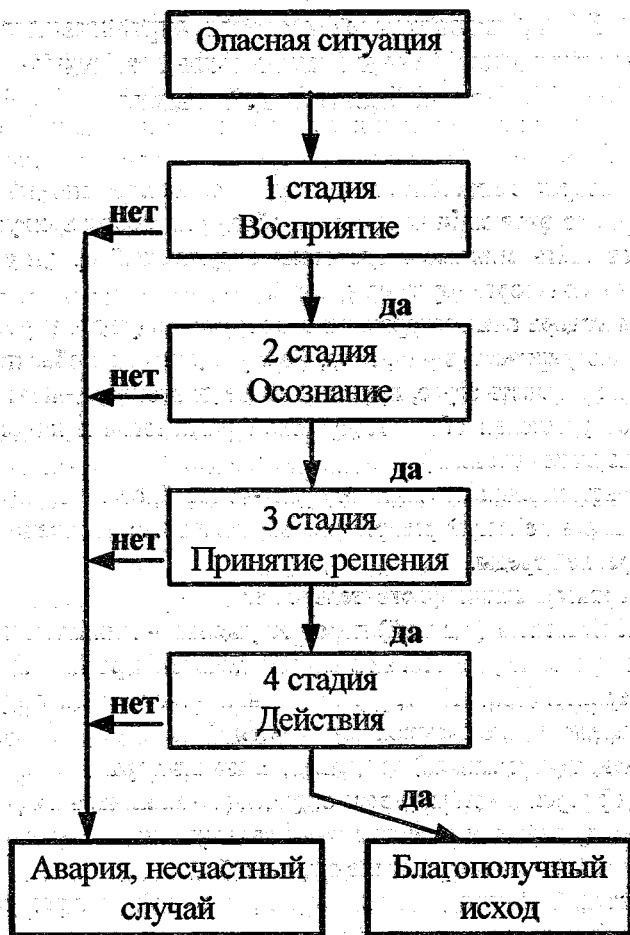 Опасная ситуация
1 стадия
Восприятие
нет
да
2 стадия
Осознание
нет
да
3 стадия
Принятие решения
нет
да
4 стадия
Действия
нет
да
Авария, несчастный
случай
Благополучный
исход